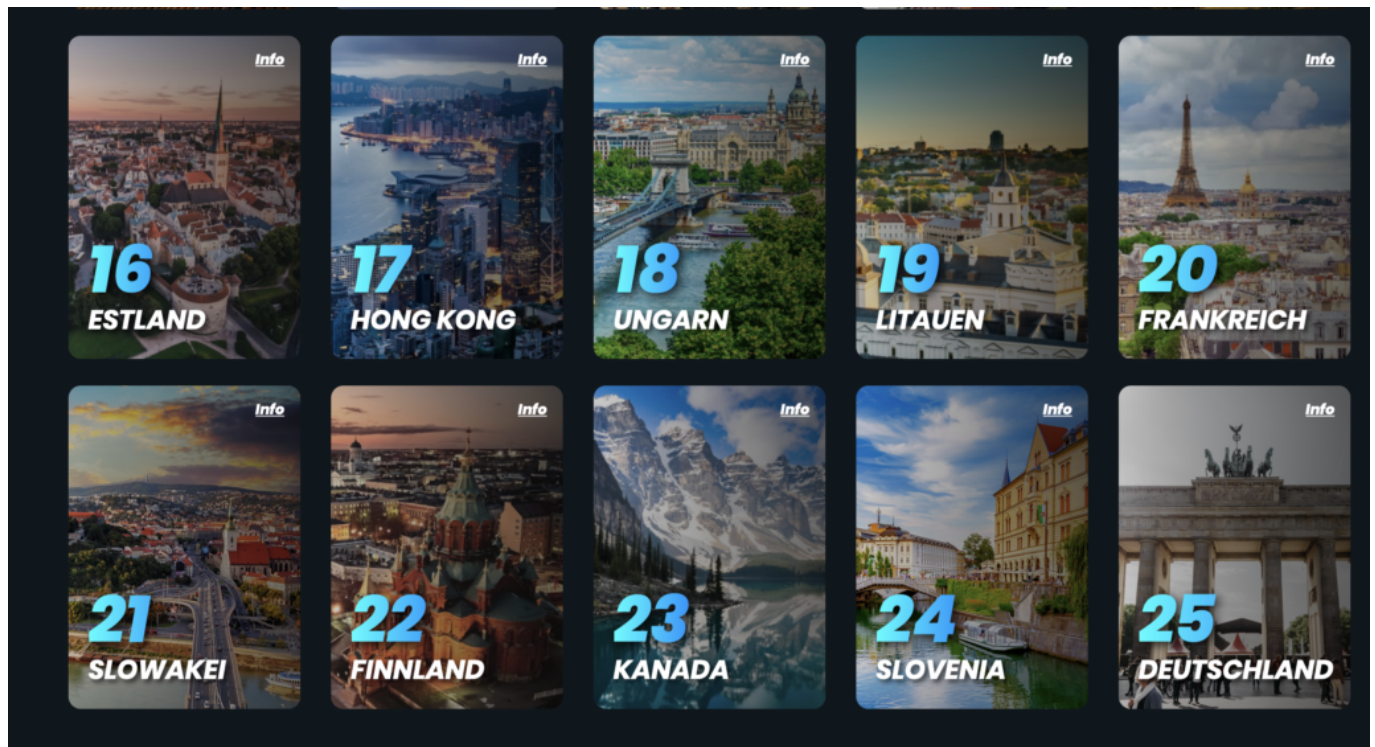 Info
16
ESTLAND
Info
17
HONG KONG
Info
18
UNGARN
Info
19
LITAUEN
Info
20
FRANKREICH
Info
21
SLOWAKEI
Info
22
FINNLAND
Info
23
KANADA
Info
24
SLOVENIA
Info
25
DEUTSCHLAND